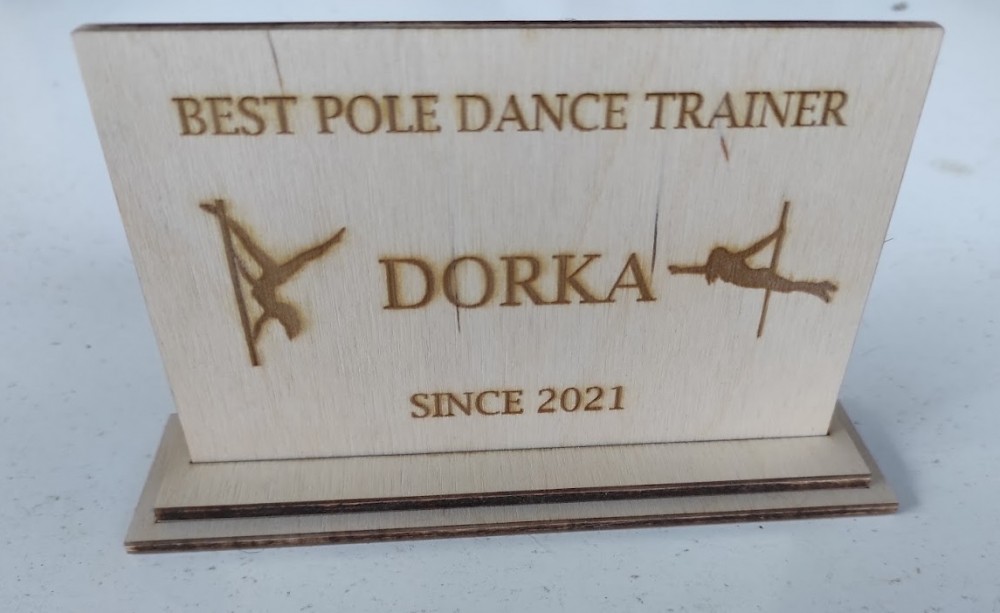 BEST POLE DANCE TRAINER
DORKA
SINCE 2021